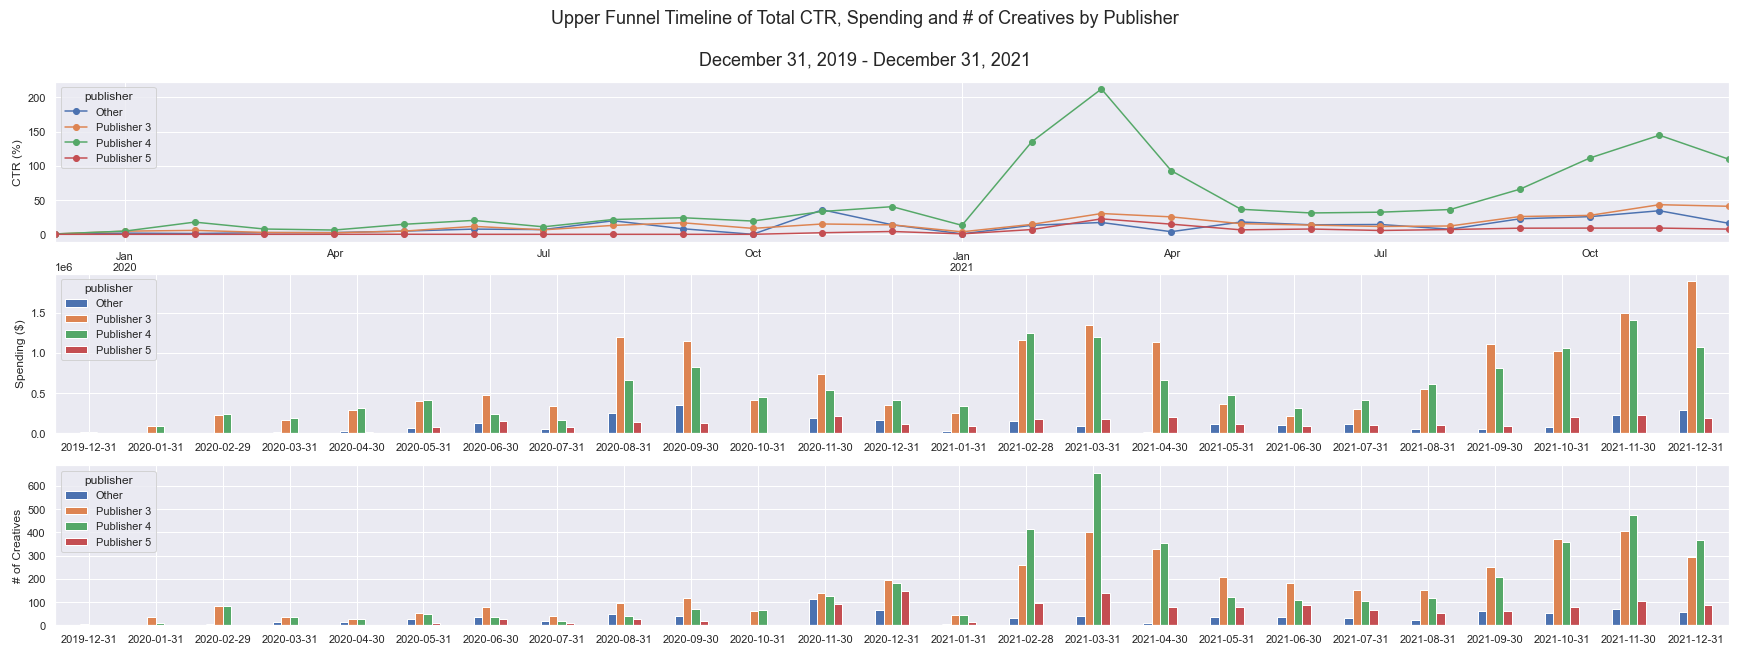 Upper Funnel Timeline of Total CTR, Spending and # of Creatives by Publisher
December 31, 2019 - December 31, 2021
publisher
Other
Publisher 3
Publisher 4
Publisher 5
CTR (%)
200
150
100
50
0
Jan
2020
Apr
Jul
Oct
Jan
2021
Apr
Jul
Oct
1e6
publisher
Other
Publisher 3
Publisher 4
Publisher 5
Spending ($)
1.5
1.0
0.5
0.0
2019-12-31 2020-01-31 2020-02-29 2020-03-31 2020-04-30 2020-05-31 2020-06-30 2020-07-31 2020-08-31 2020-09-30 2020-10-31 2020-11-30 2020-12-31 2021-01-31 2021-02-28 2021-03-31 2021-04-30 2021-05-31 2021-06-30 2021-07-31 2021-08-31 2021-09-30 2021-10-31 2021-11-30 2021-12-31
publisher
Other
Publisher 3
Publisher 4
Publisher 5
# of Creatives
600
500
400
300
200
100
0
2019-12-31 2020-01-31 2020-02-29 2020-03-31 2020-04-30 2020-05-31 2020-06-30 2020-07-31 2020-08-31 2020-09-30 2020-10-31 2020-11-30 2020-12-31 2021-01-31 2021-02-28 2021-03-31 2021-04-30 2021-05-31 2021-06-30 2021-07-31 2021-08-31 2021-09-30 2021-10-31 2021-11-30 2021-12-31